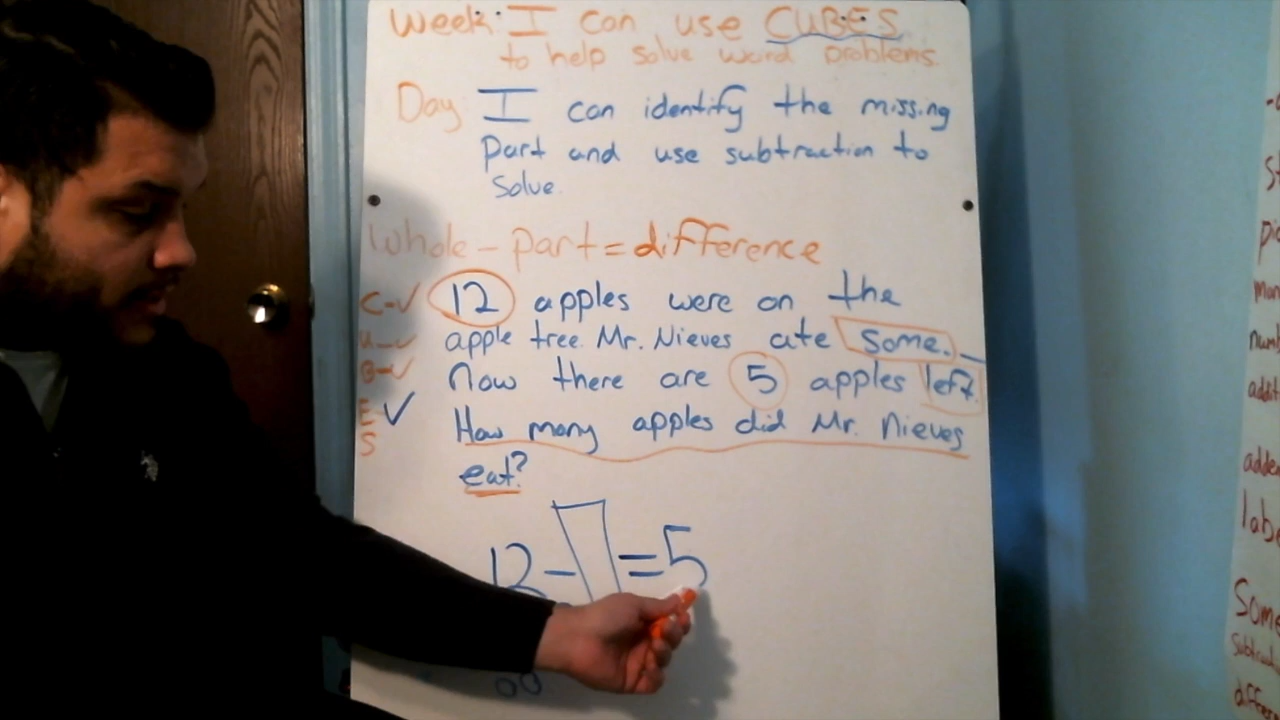 Week: I can use CUBES
to help solve word problems.
Day: I can identify the missing
part and use subtraction to
solve.
Whole - part = difference
C-✓ 12 apples were on the
U-✓ apple tree. Mr. Nieves ate some.
B-✓ Now there are 5 apples left.
E ✓ How many apples did Mr. Nieves
S
eat?
12 - = 5
Some